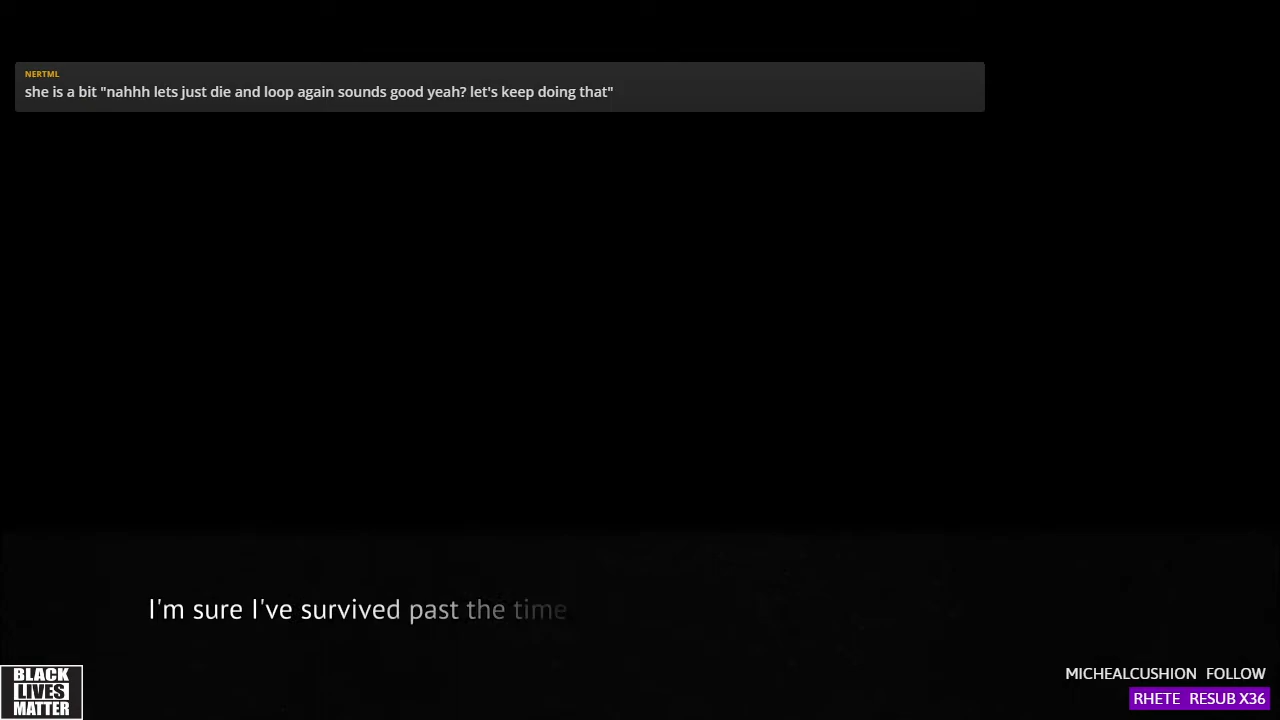 NERTML
she is a bit "nahhh lets just die and loop again sounds good yeah? let's keep doing that"
I'm sure I've survived past the time
BLACK
LIVES
MATTER
MICHEALCUSHION FOLLOW
RHETE RESUB X36